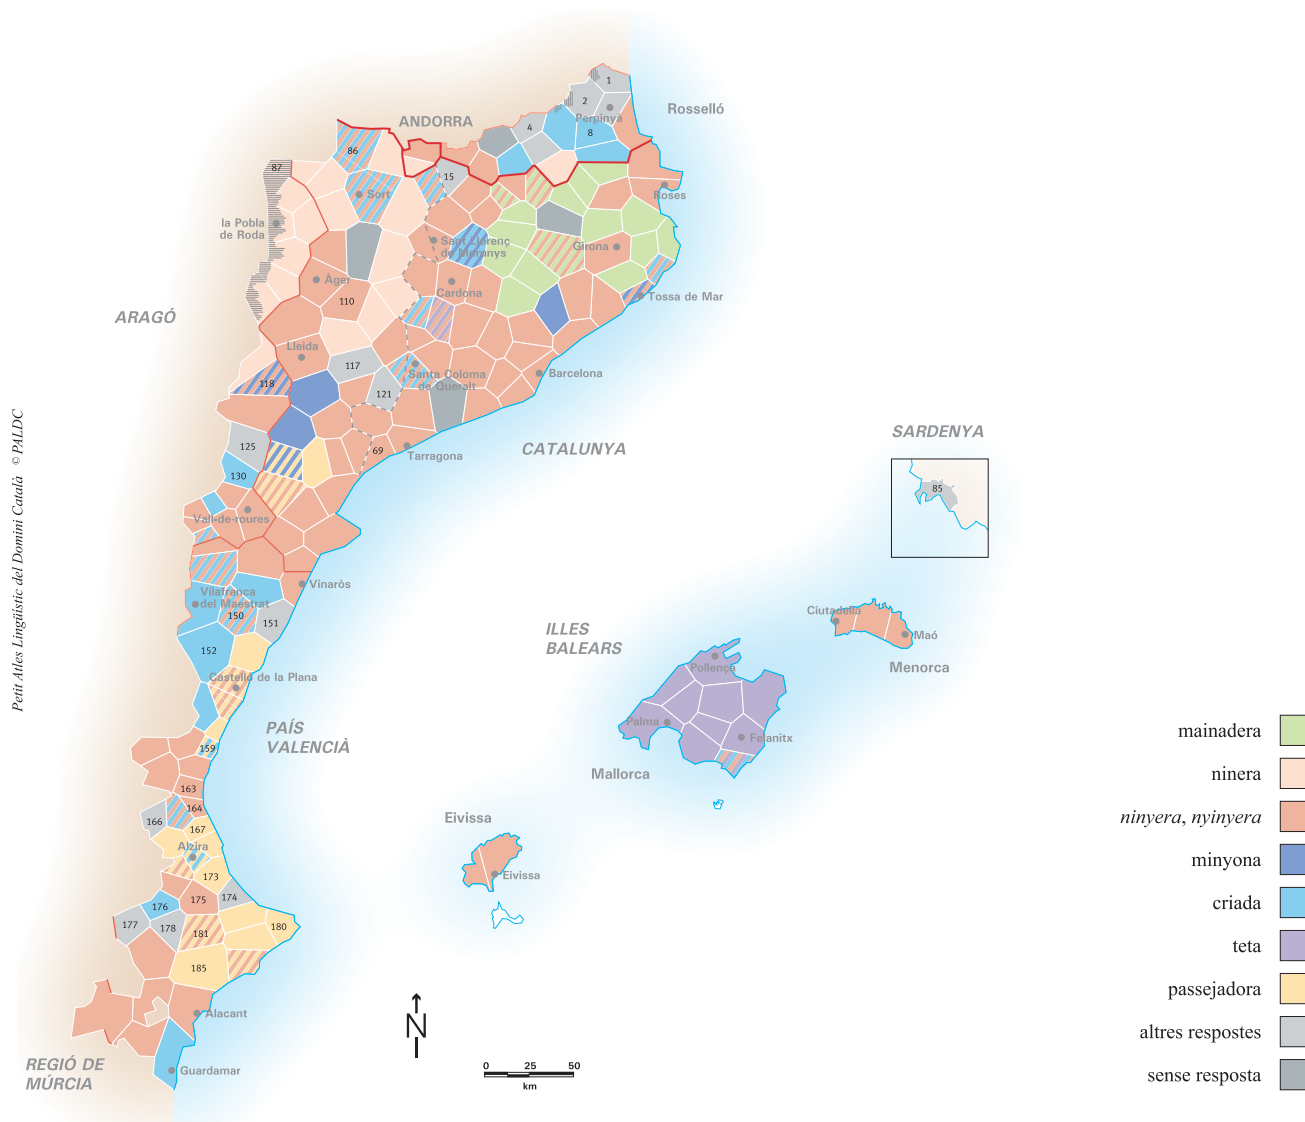 1
2
Perpinyà
Rosselló
ANDORRA
4
8
86
87
15
Sort
Roses
la Pobla
de Roda
Sant Llorenç
de Morunys
Girona
Àger
Cardona
110
Tossa de Mar
ARAGÓ
Lleida
117
Santa Coloma
de Queralt
Barcelona
118
121
125
69
Tarragona
CATALUNYA
SARDENYA
130
85
Vall-de-roures
Petit Atles Lingüístic del Domini Català © PALDC
Vinaròs
Vilafranca
del Maestrat
150
151
152
Ciutadella
Maó
Menorca
ILLES
BALEARS
Castelló de la Plana
Pollença
Palma
Felanitx
Mallorca
PAÍS
VALENCIÀ
159
163
164
166
167
Alzira
173
Eivissa
Eivissa
174
175
176
177
178
180
181
185
Alacant
N
REGIÓ DE
MÚRCIA
Guardamar
0 25 50
km
mainadera
ninera
ninyera, nyinyera
minyona
criada
teta
passejadora
altres respostes
sense resposta